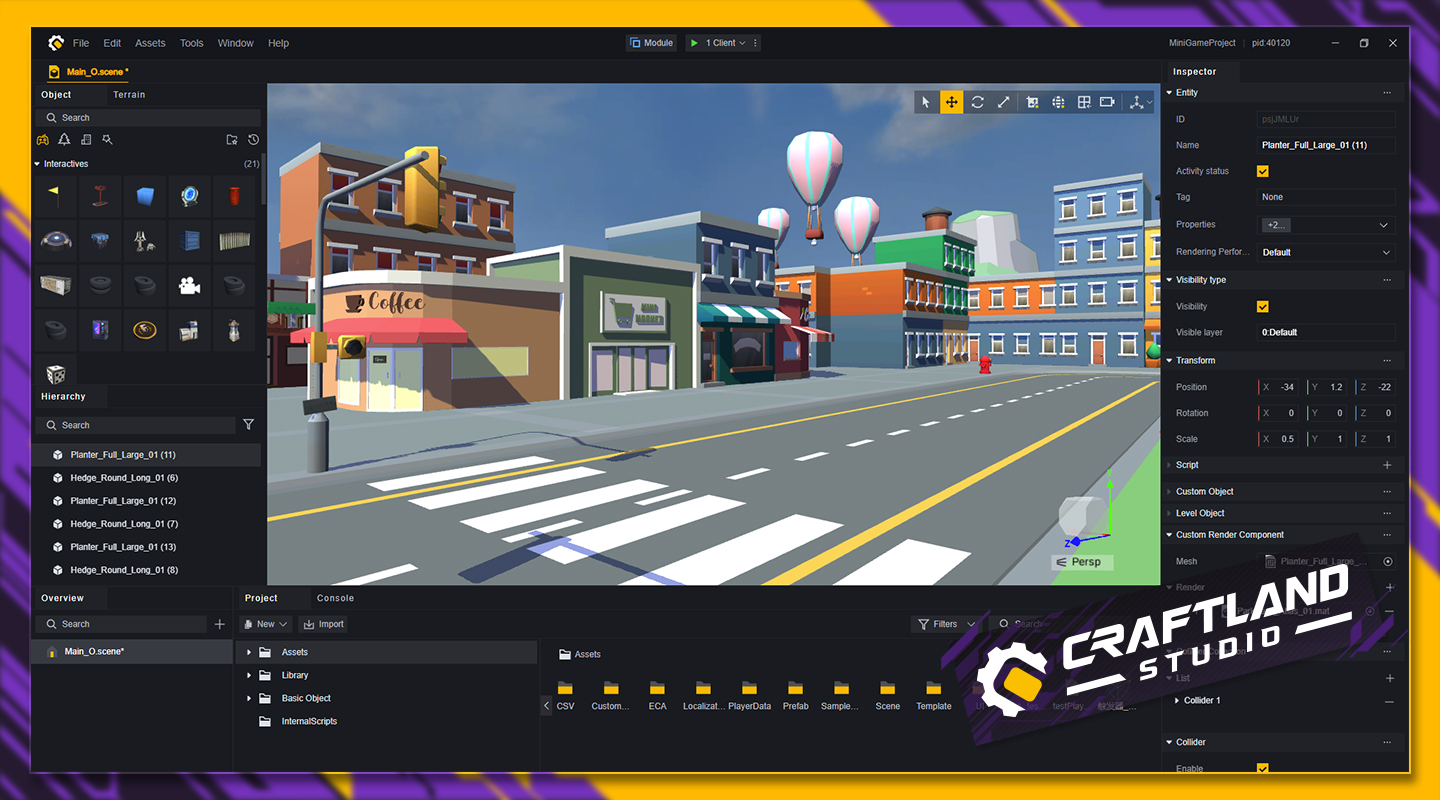 File Edit Assets Tools Window Help
Module
1 Client
MiniGameProject pid:40120
Main_O.scene *
Object Terrain
Search
Interactives (21)
Hierarchy
Search
Planter_Full_Large_01 (11)
Hedge_Round_Long_01 (6)
Planter_Full_Large_01 (12)
Hedge_Round_Long_01 (7)
Planter_Full_Large_01 (13)
Hedge_Round_Long_01 (8)
Coffee
Z
Persp
Inspector
Entity
ID psjJMLUr
Name Planter_Full_Large_01 (11)
Activity status
Tag None
Properties +2...
Rendering Perfor... Default
Visibility type
Visibility
Visible layer 0:Default
Transform
Position X -34 Y 1.2 Z -22
Rotation X 0 Y 0 Z 0
Scale X 0.5 Y 1 Z 1
Script
Custom Object
Level Object
Custom Render Component
Mesh Planter_Full_Large_...
Render
List
Collider 1
Collider
Enable
Overview
Search
Main_O.scene*
Project Console
New Import
Filters Search
Assets
Library
Basic Object
InternalScripts
Assets
CSV Custom... ECA Localizat... PlayerData Prefab Sample... Scene Template testPlay
CRAFTLAND
STUDIO